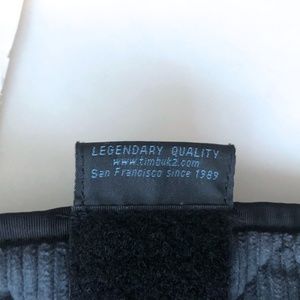 LEGENDARY QUALITY
www.timbuk2.com
San Francisco since 1989